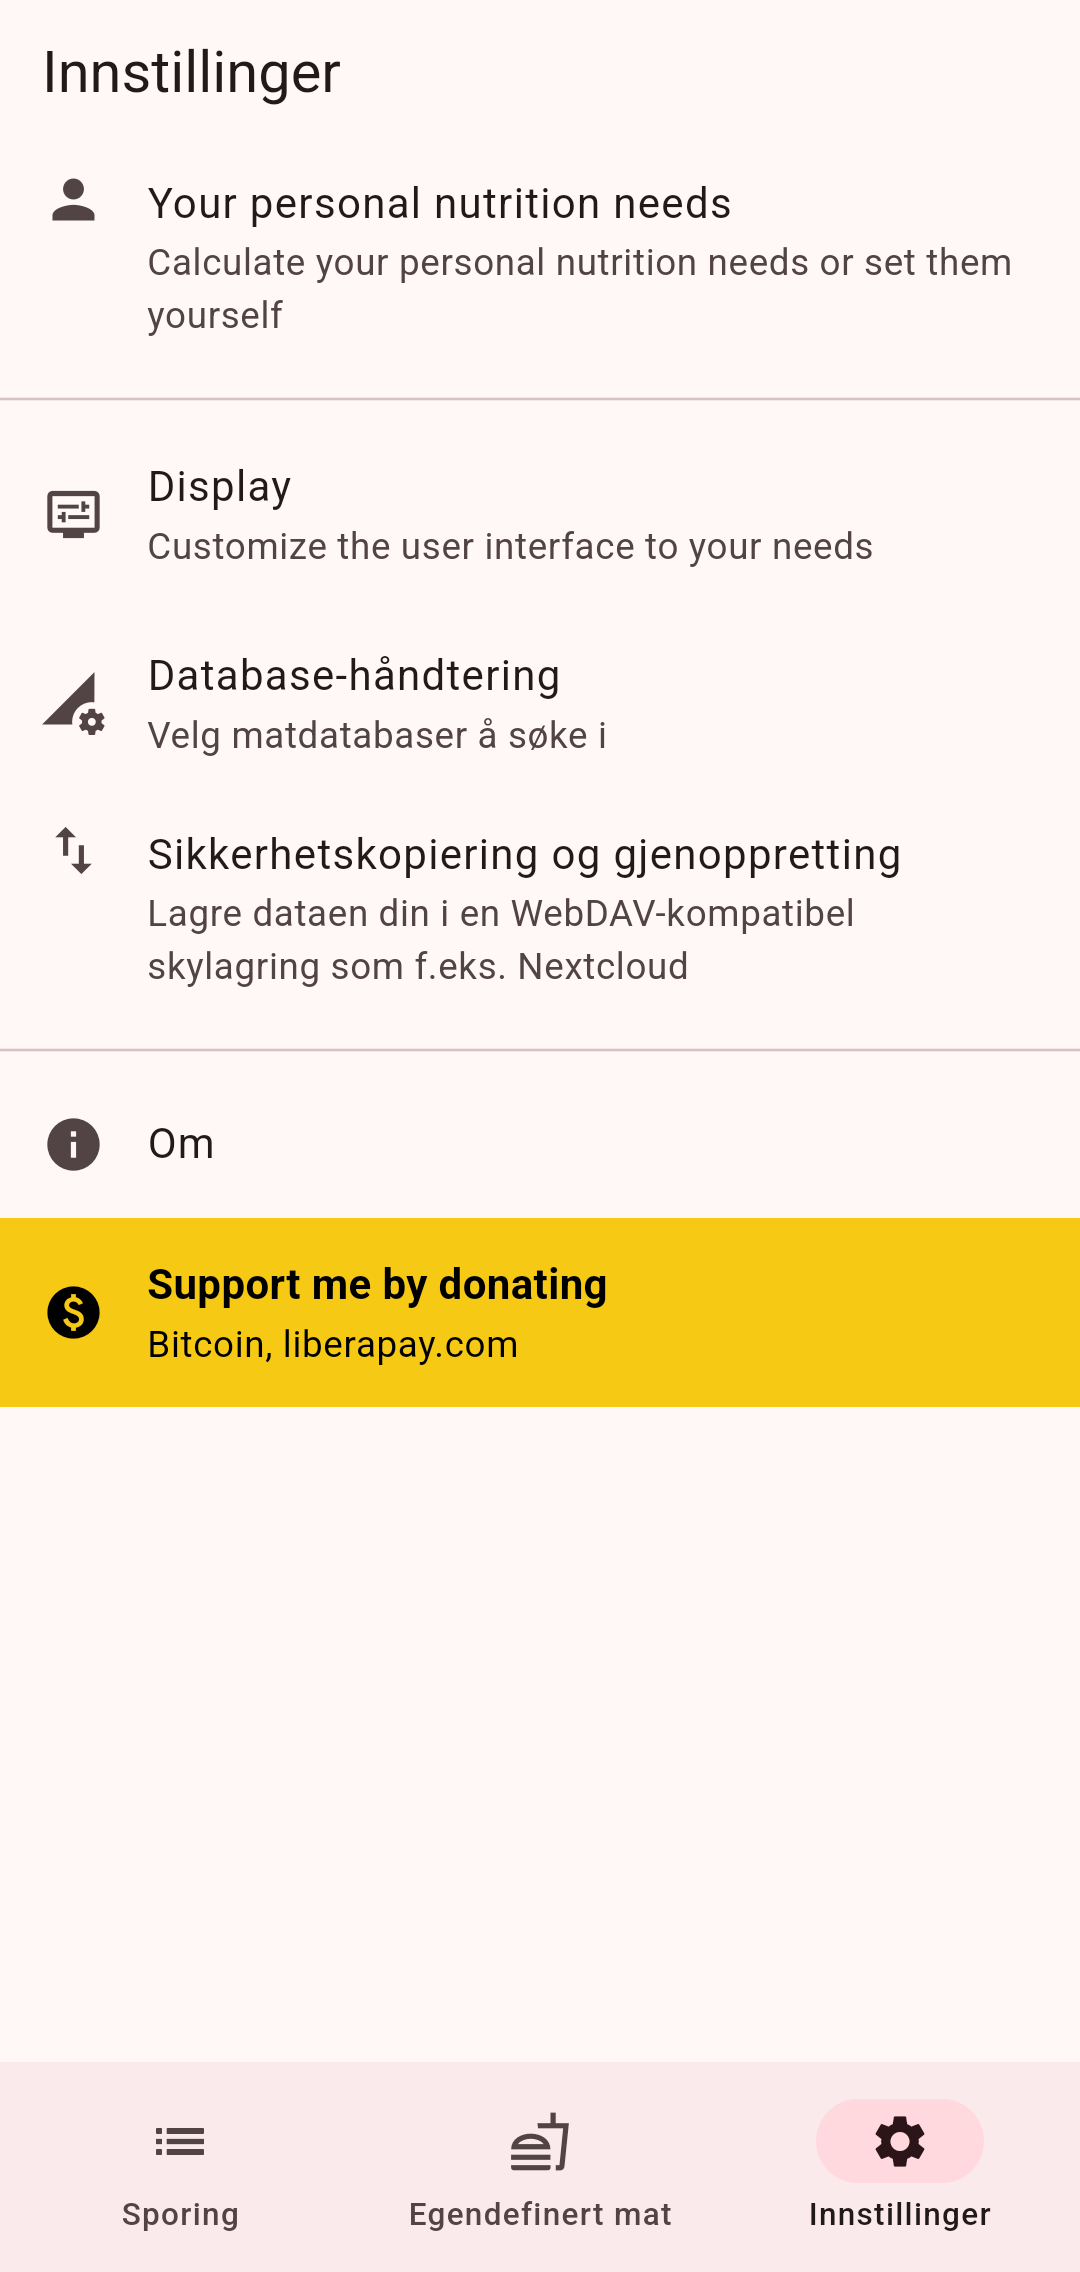 Innstillinger
Your personal nutrition needs
Calculate your personal nutrition needs or set them
yourself
Display
Customize the user interface to your needs
Database-håndtering
Velg matdatabaser å søke i
Sikkerhetskopiering og gjenoppretting
Lagre dataen din i en WebDAV-kompatibel
skylagring som f.eks. Nextcloud
Om
Support me by donating
Bitcoin, liberapay.com
Sporing
Egendefinert mat
Innstillinger